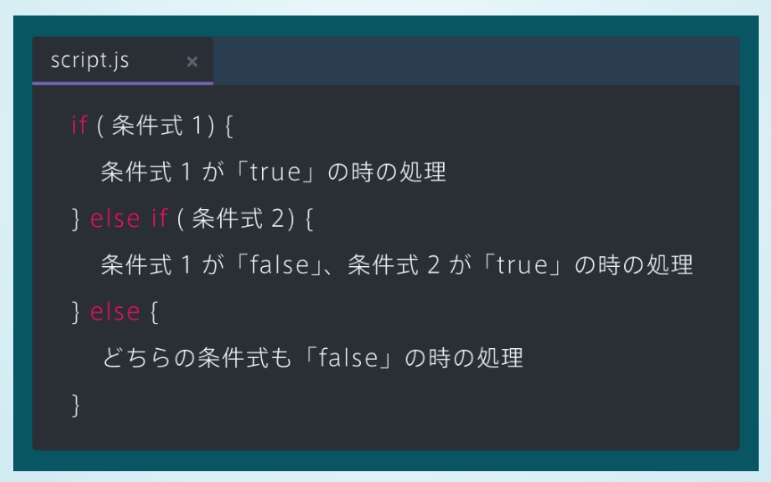 script.js ×
if ( 条件式 1) {
条件式 1 が「true」の時の処理
} else if ( 条件式 2) {
条件式 1 が「false」、条件式 2 が「true」の時の処理
} else {
どちらの条件式も「false」の時の処理
}